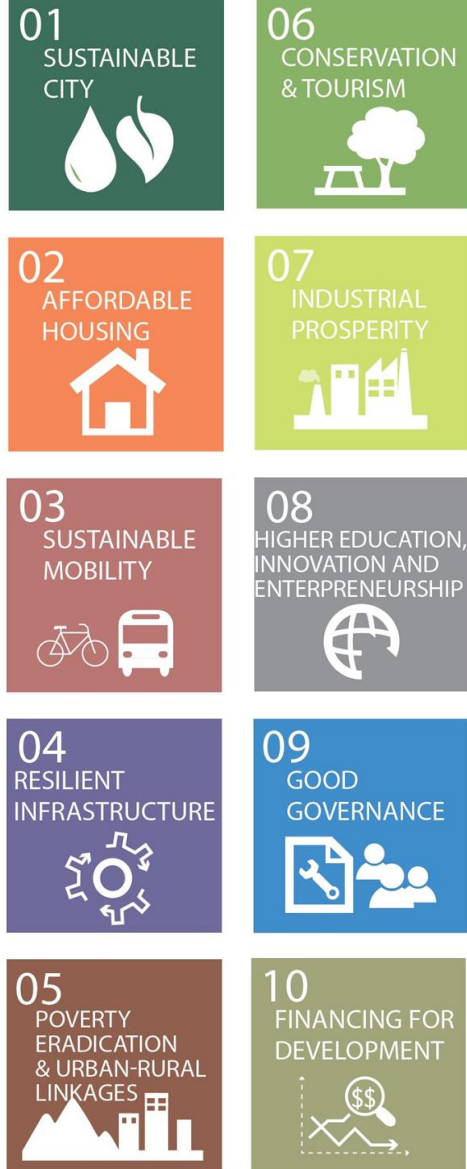 01
SUSTAINABLE
CITY
02
AFFORDABLE
HOUSING
03
SUSTAINABLE
MOBILITY
04
RESILIENT
INFRASTRUCTURE
05
POVERTY
ERADICATION
& URBAN-RURAL
LINKAGES
06
CONSERVATION
& TOURISM
07
INDUSTRIAL
PROSPERITY
08
HIGHER EDUCATION,
INNOVATION AND
ENTERPRENEURSHIP
09
GOOD
GOVERNANCE
10
FINANCING FOR
DEVELOPMENT
$$